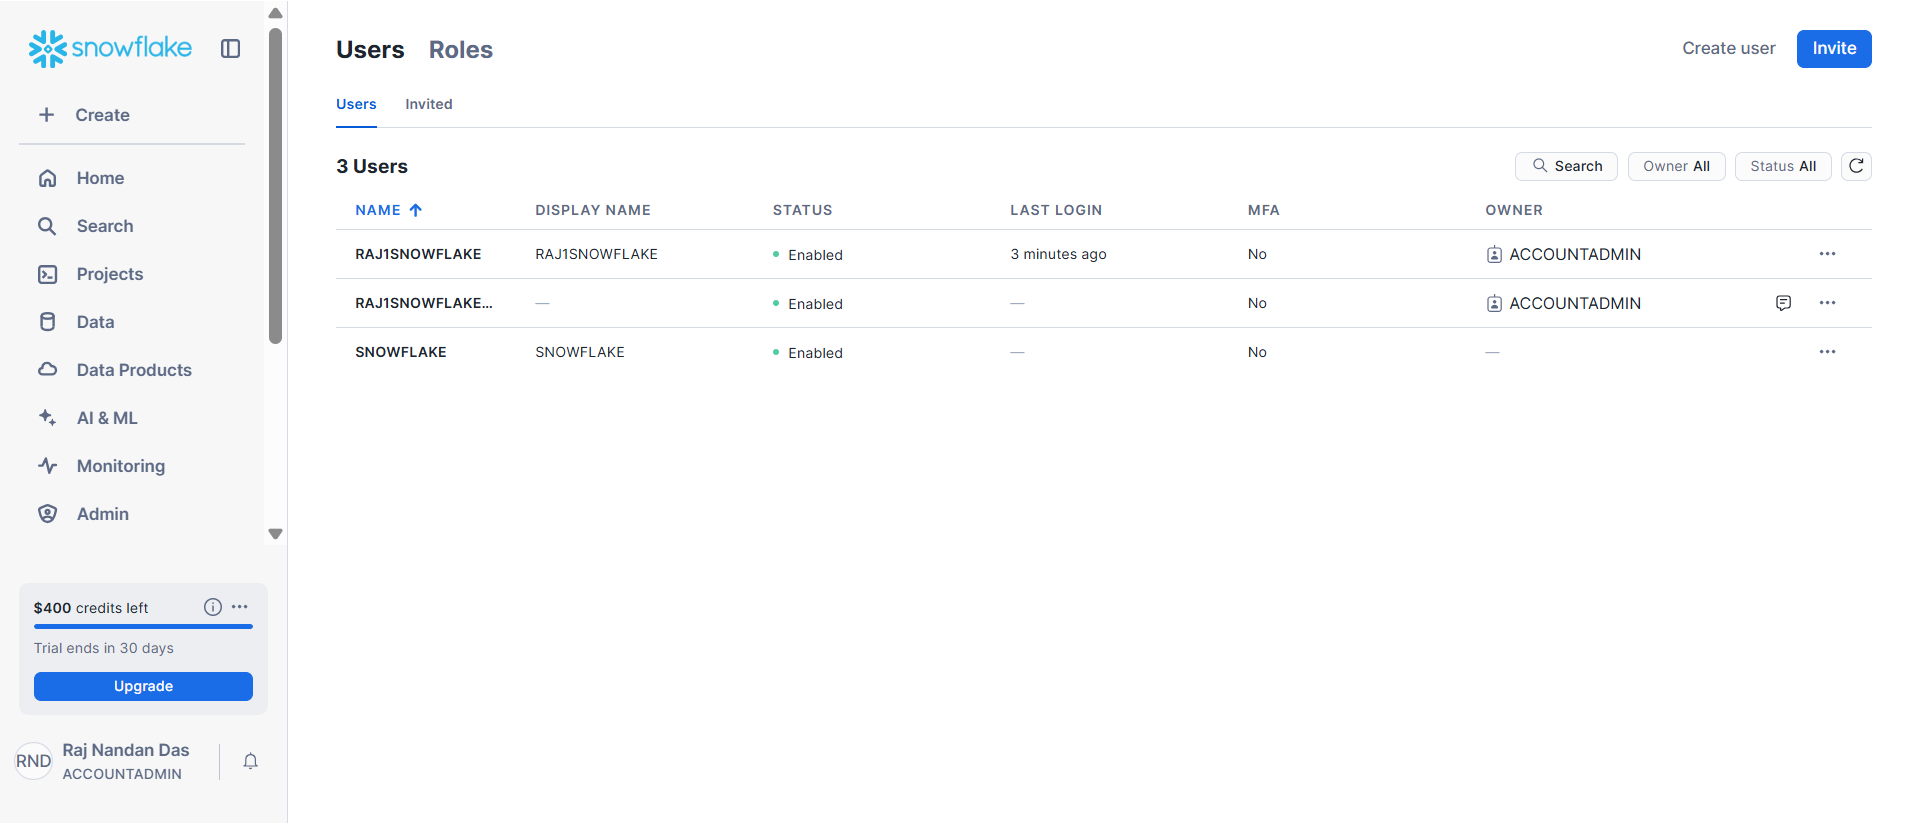 snowflake
Create
Home
Search
Projects
Data
Data Products
AI & ML
Monitoring
Admin
$400 credits left
Trial ends in 30 days
Upgrade
RND
Raj Nandan Das
ACCOUNTADMIN
Users Roles
Create user Invite
Users Invited
3 Users
Search Owner All Status All
NAME DISPLAY NAME STATUS LAST LOGIN MFA OWNER
RAJ1SNOWFLAKE RAJ1SNOWFLAKE Enabled 3 minutes ago No ACCOUNTADMIN
RAJ1SNOWFLAKE... — Enabled — No ACCOUNTADMIN
SNOWFLAKE SNOWFLAKE Enabled — No —